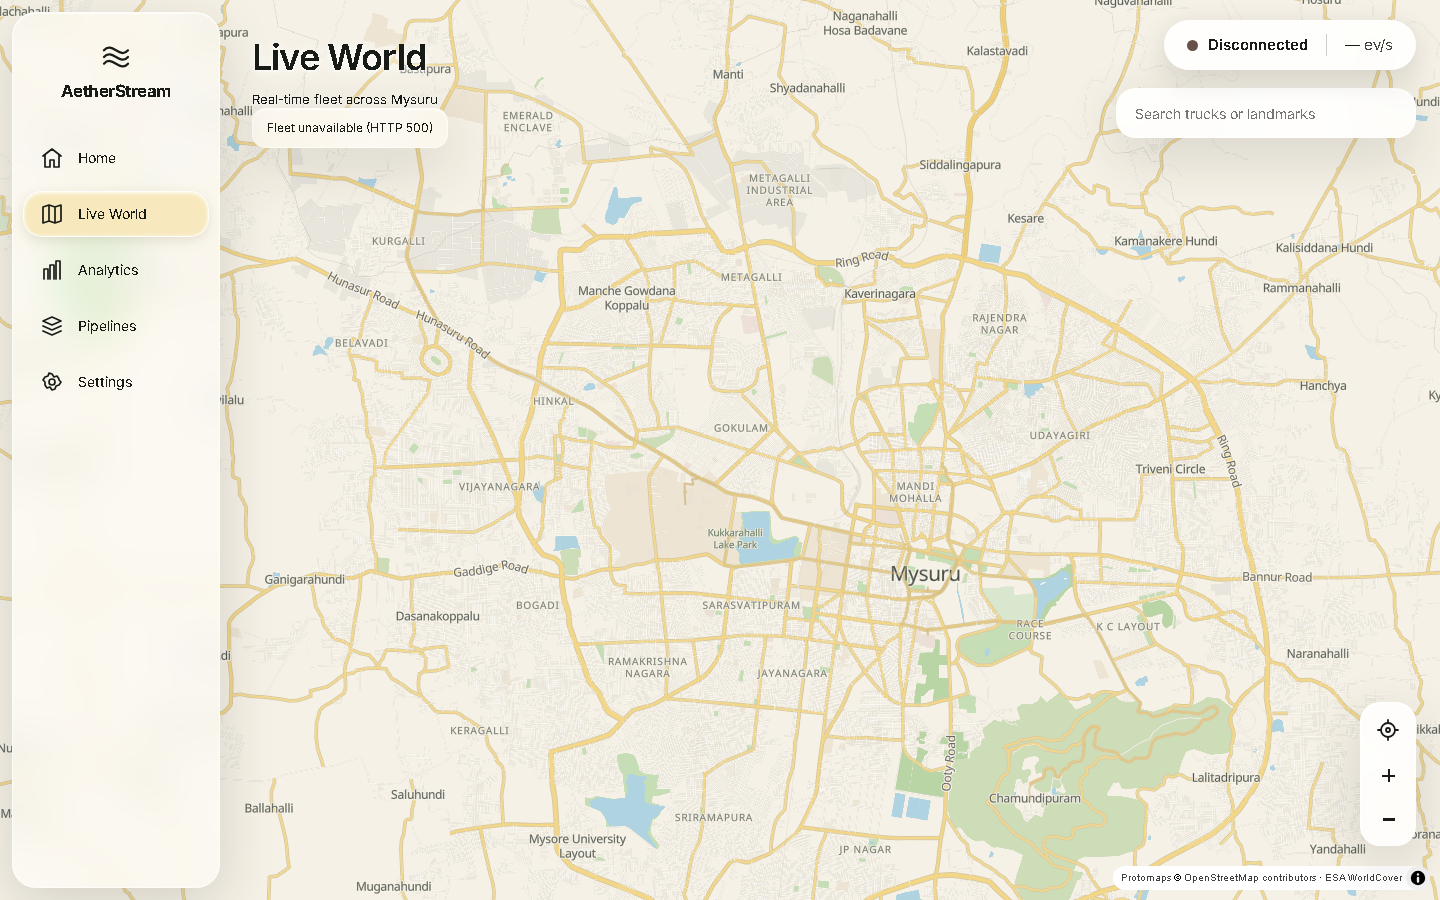 AetherStream
Home
Live World
Analytics
Pipelines
Settings
Live World
Real-time fleet across Mysuru
Fleet unavailable (HTTP 500)
Disconnected
— ev/s
Search trucks or landmarks
Naganahalli
Hosa Badavane
Kalastavadi
Manti
Shyadanahalli
EMERALD
ENCLAVE
Siddalingapura
METAGALLI
INDUSTRIAL
AREA
Kesare
KURGALLI
Kamanakere Hundi
Kalisiddana Hundi
Ring Road
METAGALLI
Hunasur Road
Manche Gowdana
Koppalu
Kaverinagara
Rammanahalli
Hunasuru Road
RAJENDRA
NAGAR
BELAVADI
Hanchya
HINKAL
GOKULAM
UDAYAGIRI
Ring Road
Triveni Circle
VIJAYANAGARA
MANDI
MOHALLA
Kukkarahalli
Lake Park
Mysuru
Gaddige Road
Ganigarahundi
Bannur Road
BOGADI
SARASVATIPURAM
Dasanakoppalu
RACE
COURSE
K C LAYOUT
Naranahalli
RAMAKRISHNA
NAGARA
JAYANAGARA
KERAGALLI
Ooty Road
Lalitadripura
Saluhundi
Chamundipuram
Ballahalli
SRIRAMAPURA
Mysore University
Layout
JP NAGAR
Yandahalli
Muganahundi
Protomaps © OpenStreetMap contributors · ESA WorldCover